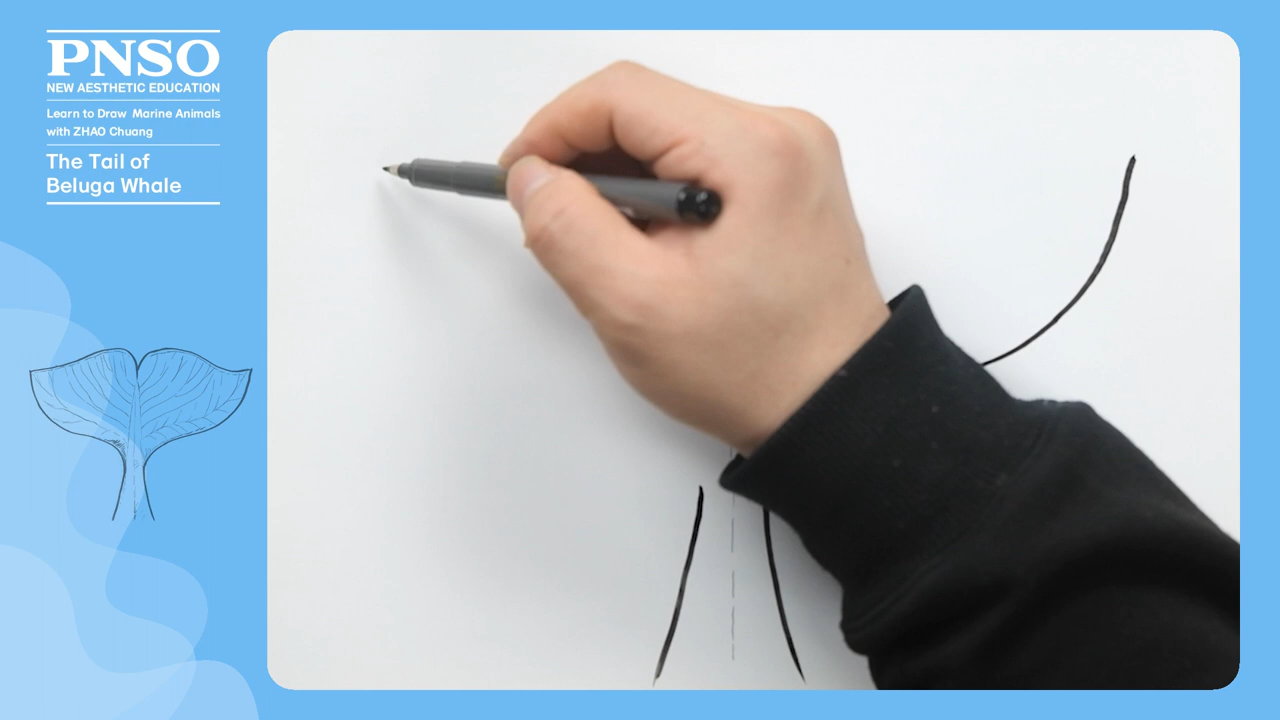 PNSO
NEW AESTHETIC EDUCATION
Learn to Draw Marine Animals
with ZHAO Chuang
The Tail of
Beluga Whale